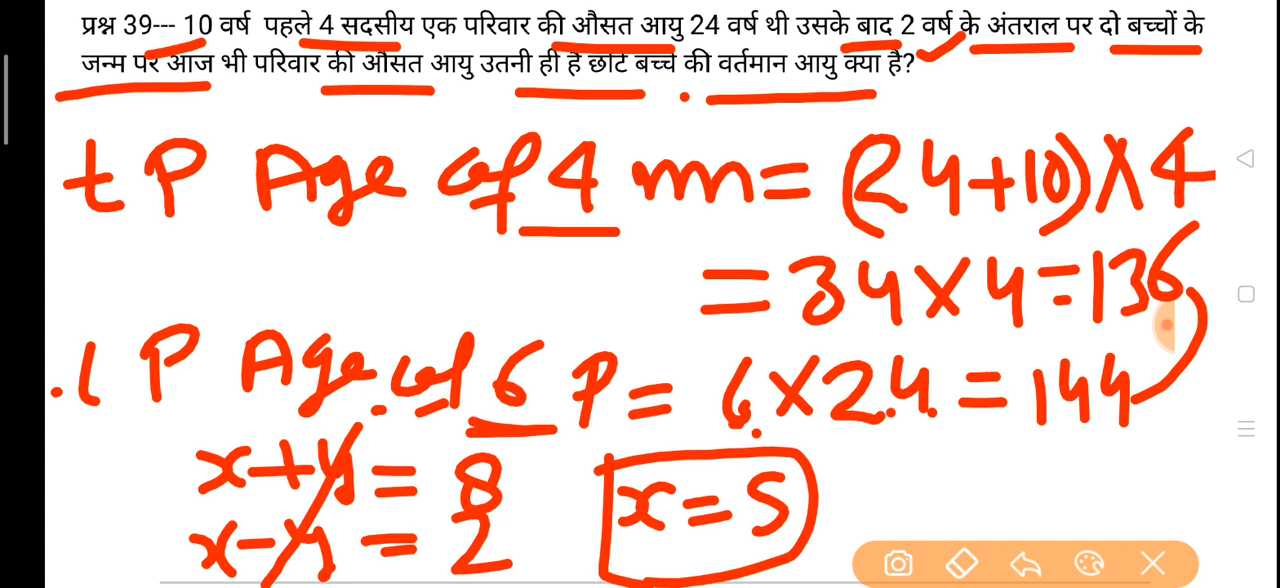 प्रश्न 39--- 10 वर्ष पहले 4 सदसीय एक परिवार की औसत आयु 24 वर्ष थी उसके बाद 2 वर्ष के अंतराल पर दो बच्चों के
जन्म पर आज भी परिवार की औसत आयु उतनी ही है छोटे बच्चे की वर्तमान आयु क्या है?
t P Age of 4 m = (24+10)×4
= 34×4=136
t P Age of 6 P = 6×24=144
x+y=8
x-y=2
x=5